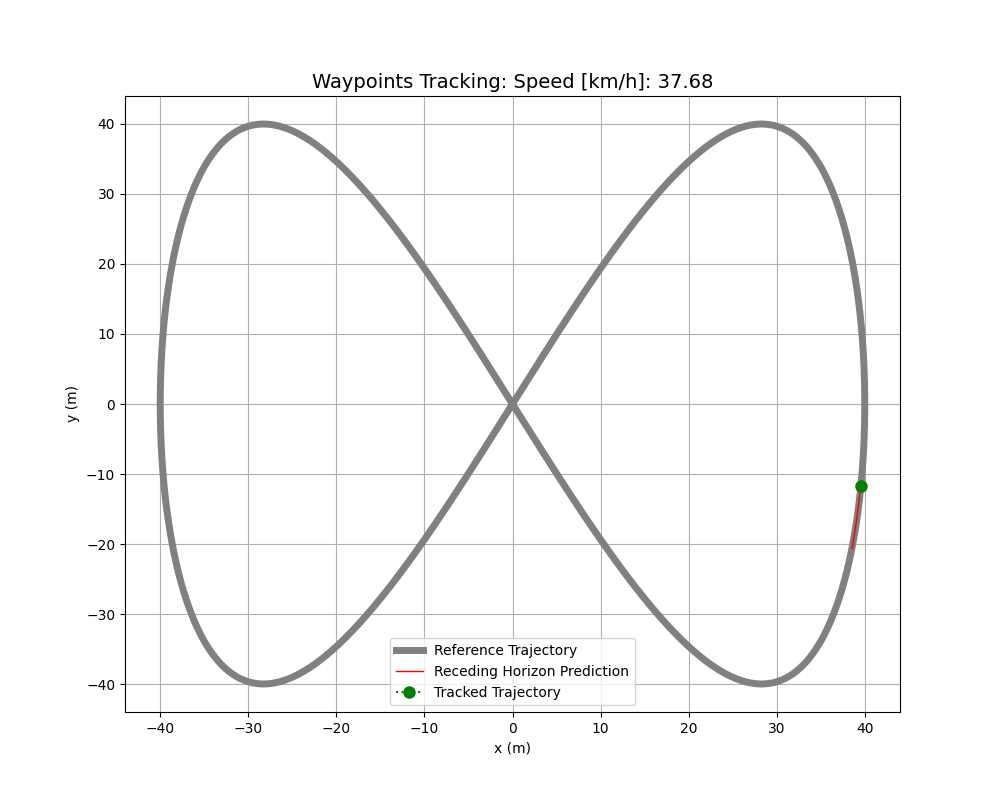 Waypoints Tracking: Speed [km/h]: 37.68
40
30
20
10
0
−10
−20
−30
−40
y (m)
Reference Trajectory
Receding Horizon Prediction
Tracked Trajectory
−40 −30 −20 −10 0 10 20 30 40
x (m)